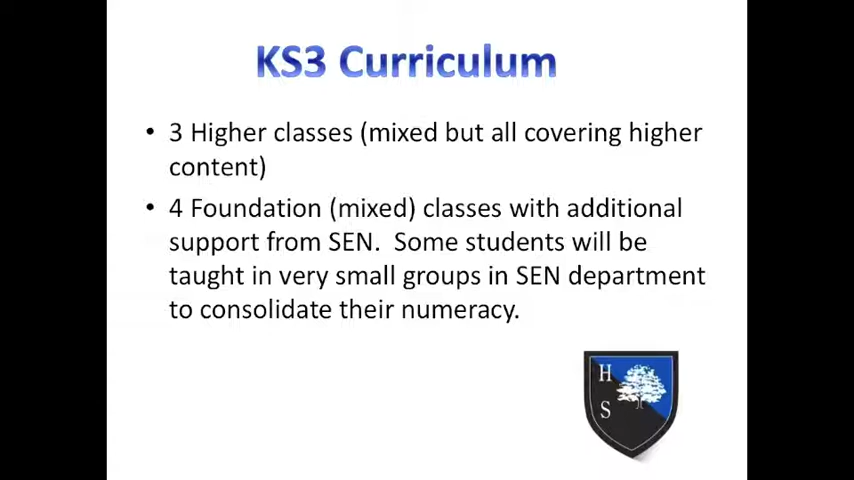 KS3 Curriculum
• 3 Higher classes (mixed but all covering higher
content)
• 4 Foundation (mixed) classes with additional
support from SEN.  Some students will be
taught in very small groups in SEN department
to consolidate their numeracy.
H
S